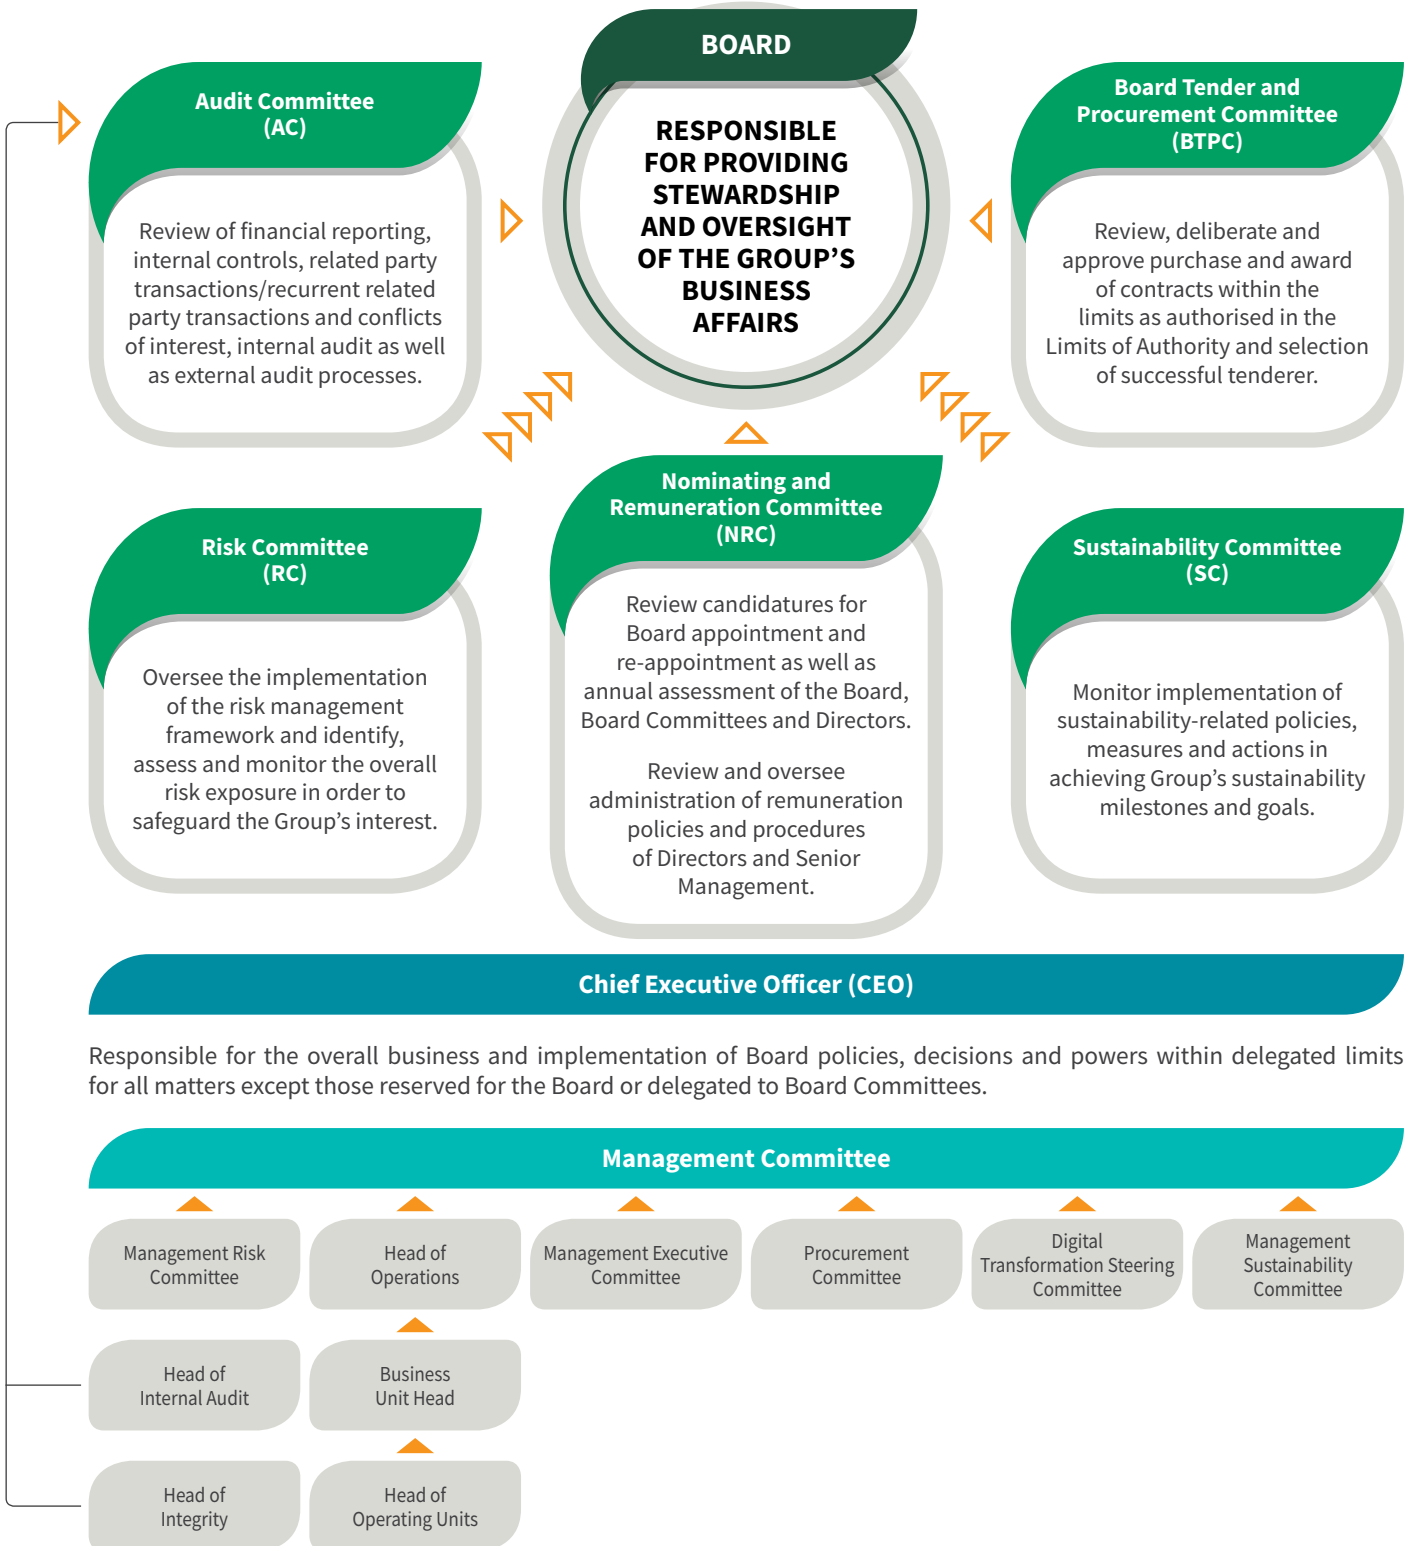 BOARD
RESPONSIBLE
FOR PROVIDING
STEWARDSHIP
AND OVERSIGHT
OF THE GROUP’S
BUSINESS
AFFAIRS
Audit Committee
(AC)
Review of financial reporting,
internal controls, related party
transactions/recurrent related
party transactions and conflicts
of interest, internal audit as well
as external audit processes.
Board Tender and
Procurement Committee
(BTPC)
Review, deliberate and
approve purchase and award
of contracts within the
limits as authorised in the
Limits of Authority and selection
of successful tenderer.
Risk Committee
(RC)
Oversee the implementation
of the risk management
framework and identify,
assess and monitor the overall
risk exposure in order to
safeguard the Group’s interest.
Nominating and
Remuneration Committee
(NRC)
Review candidatures for
Board appointment and
re-appointment as well as
annual assessment of the Board,
Board Committees and Directors.
Review and oversee
administration of remuneration
policies and procedures
of Directors and Senior
Management.
Sustainability Committee
(SC)
Monitor implementation of
sustainability-related policies,
measures and actions in
achieving Group’s sustainability
milestones and goals.
Chief Executive Officer (CEO)
Responsible for the overall business and implementation of Board policies, decisions and powers within delegated limits
for all matters except those reserved for the Board or delegated to Board Committees.
Management Committee
Management Risk
Committee
Head of
Operations
Management Executive
Committee
Procurement
Committee
Digital
Transformation Steering
Committee
Management
Sustainability
Committee
Head of
Internal Audit
Business
Unit Head
Head of
Integrity
Head of
Operating Units